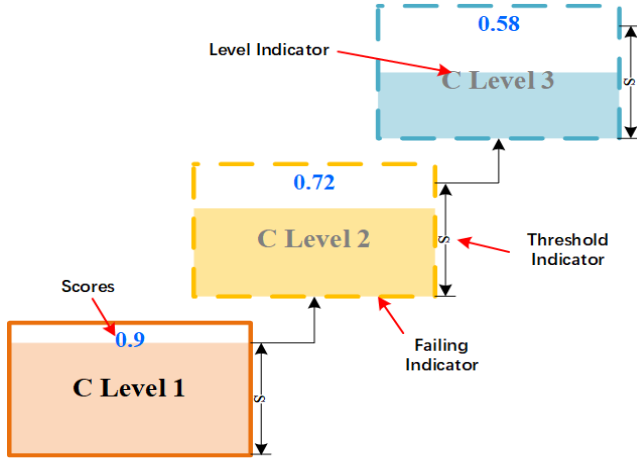 0.58
Level Indicator
C Level 3
S
0.72
C Level 2
S
Threshold
Indicator
Scores
0.9
Failing
Indicator
C Level 1
S